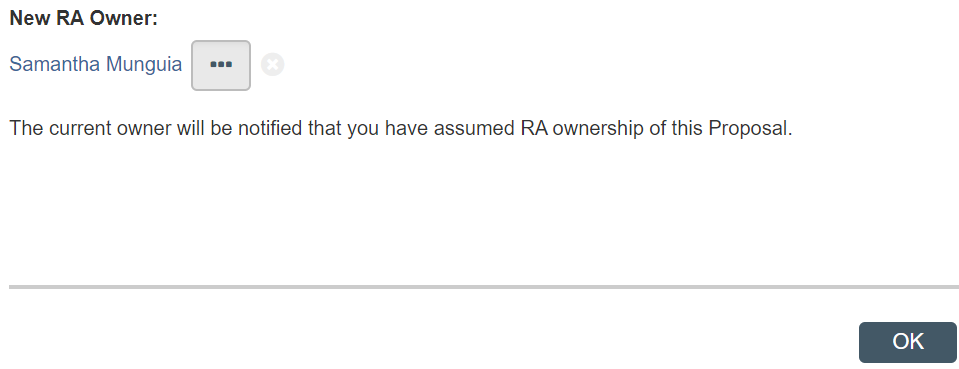 New RA Owner:
Samantha Munguia
The current owner will be notified that you have assumed RA ownership of this Proposal.
OK